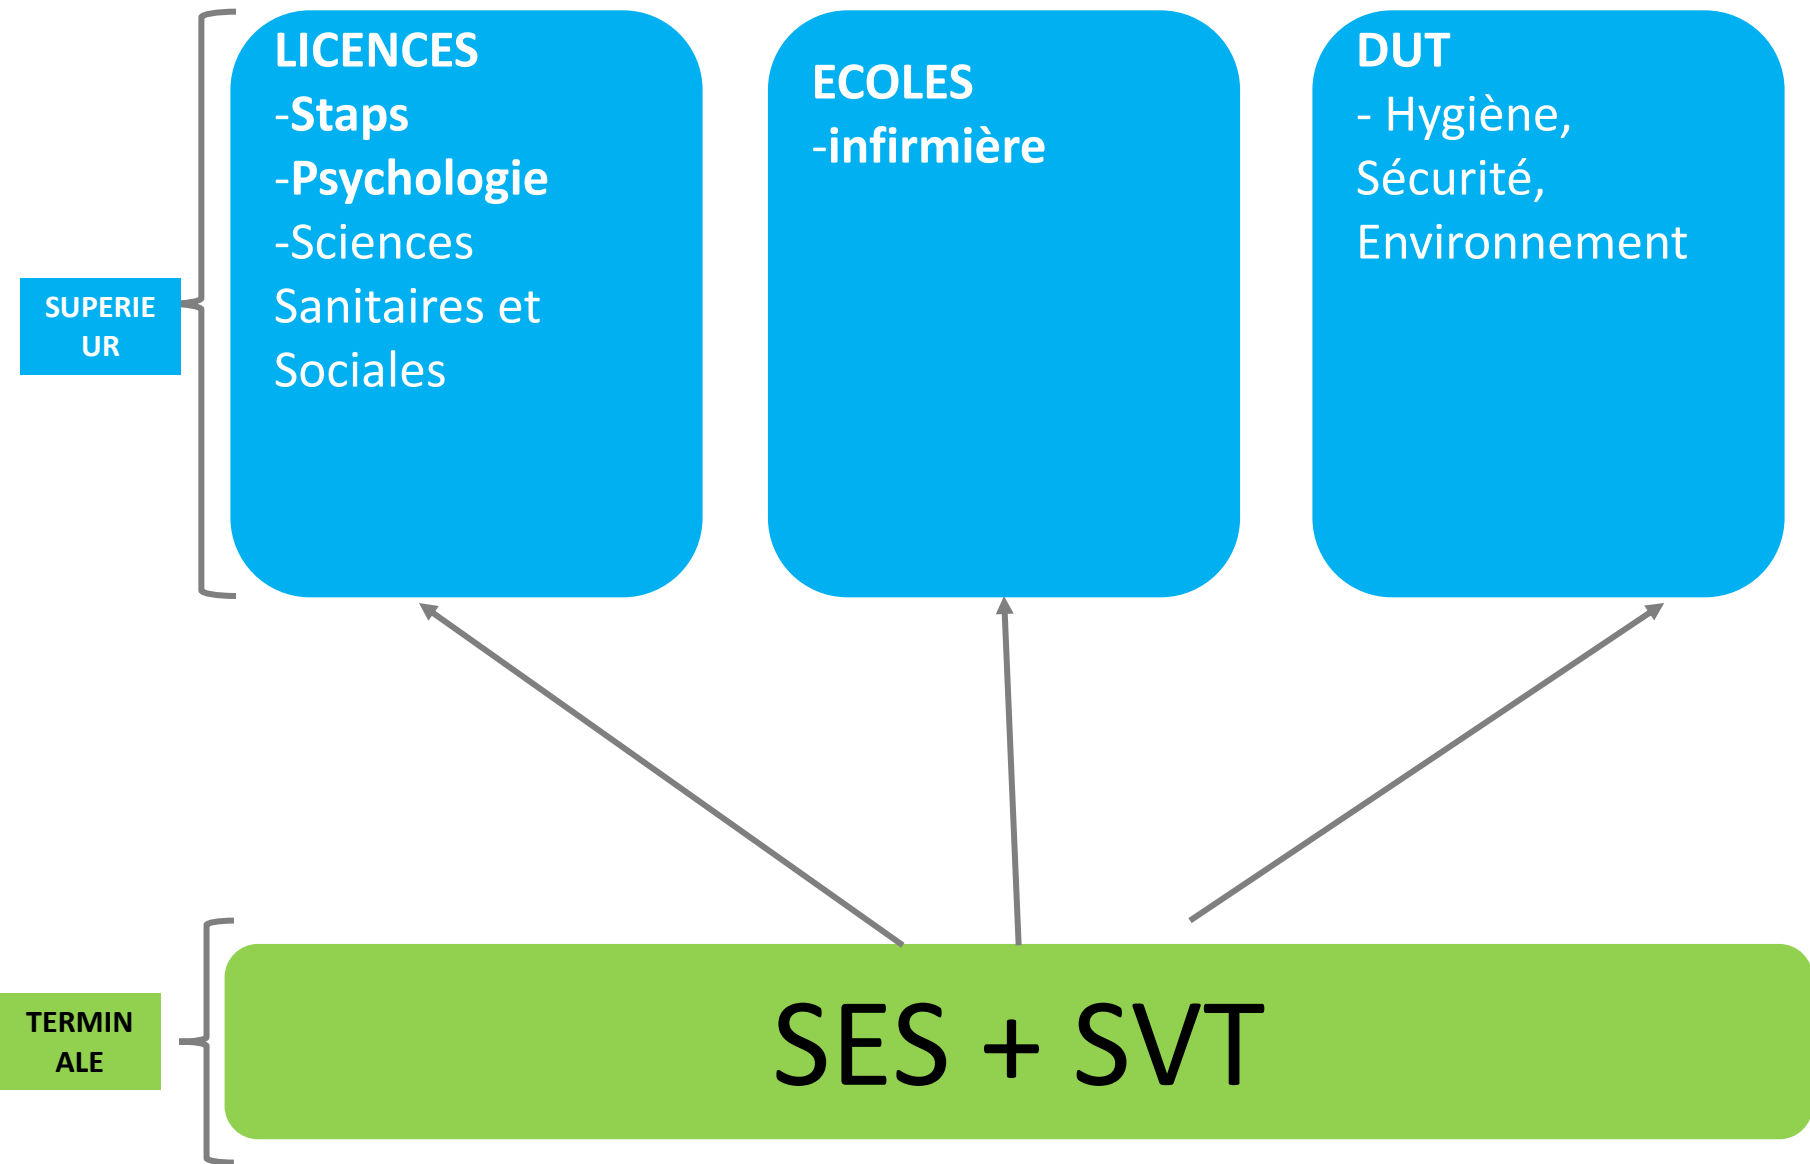 LICENCES
-Staps
-Psychologie
-Sciences
Sanitaires et
Sociales
ECOLES
-infirmière
DUT
- Hygiène,
Sécurité,
Environnement
SUPERIE
UR
TERMIN
ALE
SES + SVT